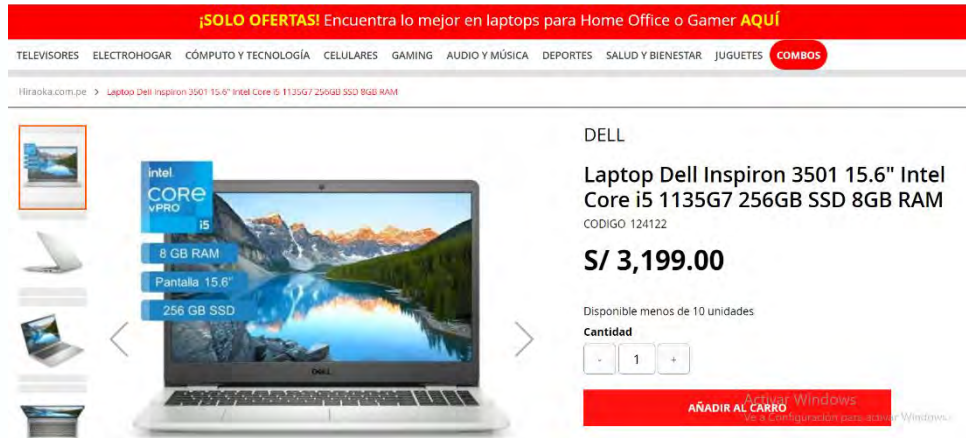 ¡SOLO OFERTAS! Encuentra lo mejor en laptops para Home Office o Gamer AQUÍ
TELEVISORES ELECTROHOGAR CÓMPUTO Y TECNOLOGÍA CELULARES GAMING AUDIO Y MÚSICA DEPORTES SALUD Y BIENESTAR JUGUETES COMBOS
Hiraoka.com.pe > Laptop Dell Inspiron 3501 15.6" Intel Core i5 1135G7 256GB SSD 8GB RAM
intel.
CORE
vPRO
i5
8 GB RAM
Pantalla 15.6"
256 GB SSD
DELL
DELL
Laptop Dell Inspiron 3501 15.6" Intel
Core i5 1135G7 256GB SSD 8GB RAM
CODIGO 124122
S/ 3,199.00
Disponible menos de 10 unidades
Cantidad
- 1 +
AÑADIR AL CARRO
Activar Windows
Ve a Configuración para activar Windows.